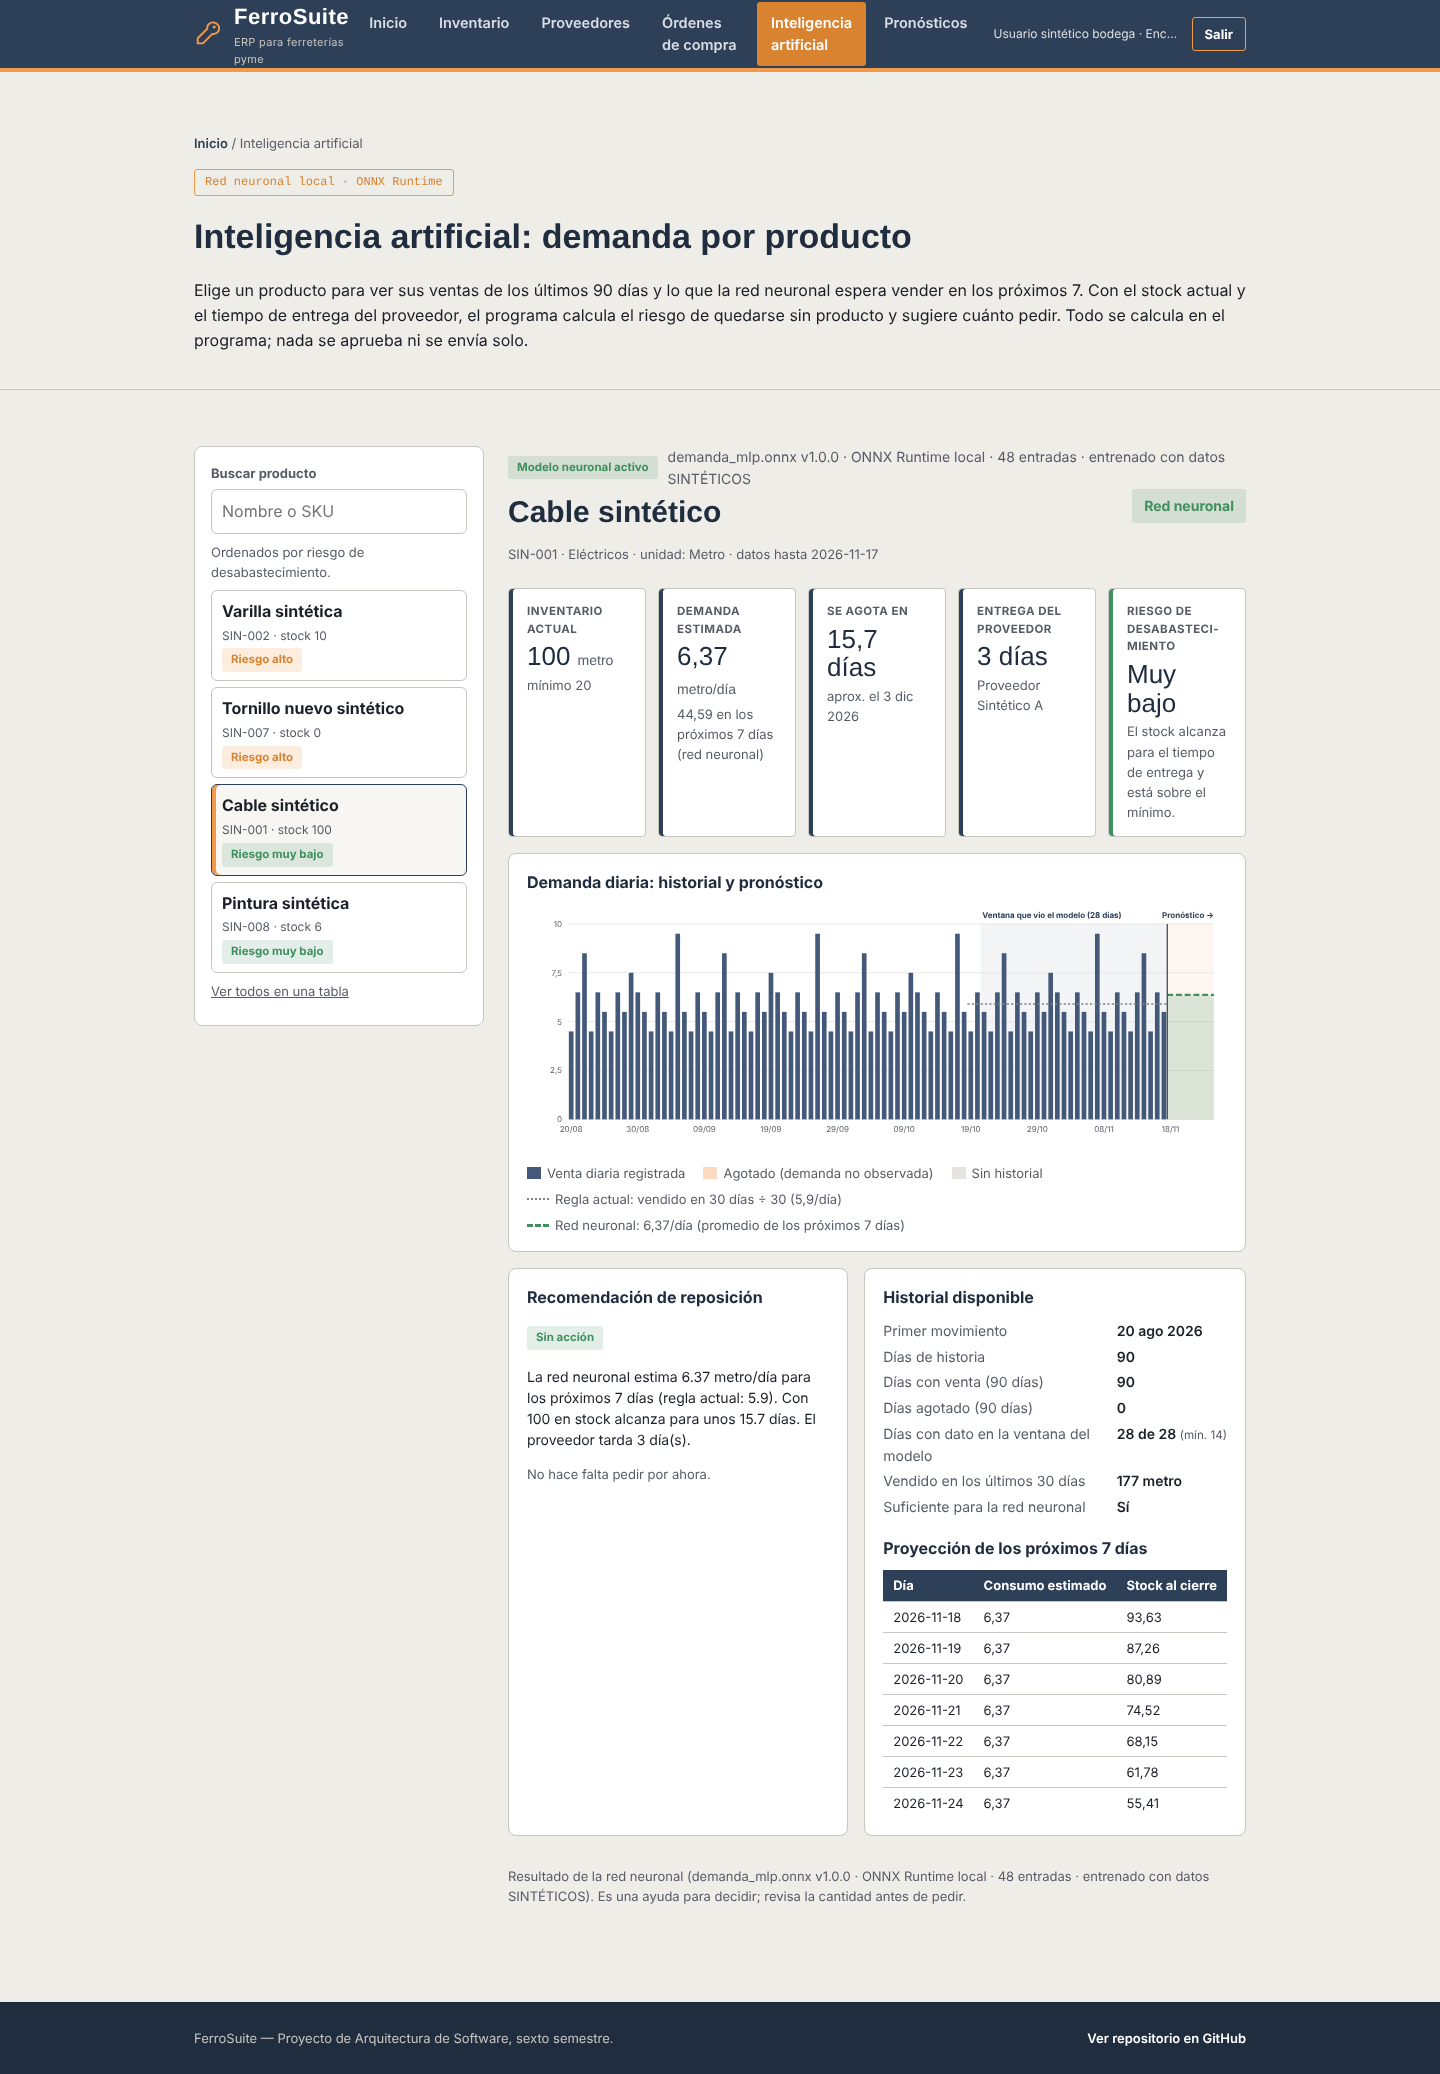 FerroSuite
ERP para ferreterías
pyme
Inicio
Inventario
Proveedores
Órdenes
de compra
Inteligencia
artificial
Pronósticos
Usuario sintético bodega · Enc...
Salir
Inicio / Inteligencia artificial
Red neuronal local · ONNX Runtime
Inteligencia artificial: demanda por producto
Elige un producto para ver sus ventas de los últimos 90 días y lo que la red neuronal espera vender en los próximos 7. Con el stock actual y
el tiempo de entrega del proveedor, el programa calcula el riesgo de quedarse sin producto y sugiere cuánto pedir. Todo se calcula en el
programa; nada se aprueba ni se envía solo.
Buscar producto
Nombre o SKU
Ordenados por riesgo de
desabastecimiento.
Varilla sintética
SIN-002 · stock 10
Riesgo alto
Tornillo nuevo sintético
SIN-007 · stock 0
Riesgo alto
Cable sintético
SIN-001 · stock 100
Riesgo muy bajo
Pintura sintética
SIN-008 · stock 6
Riesgo muy bajo
Ver todos en una tabla
Modelo neuronal activo
demanda_mlp.onnx v1.0.0 · ONNX Runtime local · 48 entradas · entrenado con datos
SINTÉTICOS
Cable sintético
Red neuronal
SIN-001 · Eléctricos · unidad: Metro · datos hasta 2026-11-17
INVENTARIO
ACTUAL
100 metro
mínimo 20
DEMANDA
ESTIMADA
6,37
metro/día
44,59 en los
próximos 7 días
(red neuronal)
SE AGOTA EN
15,7
días
aprox. el 3 dic
2026
ENTREGA DEL
PROVEEDOR
3 días
Proveedor
Sintético A
RIESGO DE
DESABASTECI-
MIENTO
Muy
bajo
El stock alcanza
para el tiempo
de entrega y
está sobre el
mínimo.
Demanda diaria: historial y pronóstico
Ventana que vio el modelo (28 días)
Pronóstico →
10
7,5
5
2,5
0
20/08
30/08
09/09
19/09
29/09
09/10
19/10
29/10
08/11
18/11
Venta diaria registrada
Agotado (demanda no observada)
Sin historial
Regla actual: vendido en 30 días ÷ 30 (5,9/día)
Red neuronal: 6,37/día (promedio de los próximos 7 días)
Recomendación de reposición
Sin acción
La red neuronal estima 6.37 metro/día para
los próximos 7 días (regla actual: 5.9). Con
100 en stock alcanza para unos 15.7 días. El
proveedor tarda 3 día(s).
No hace falta pedir por ahora.
Historial disponible
Primer movimiento 20 ago 2026
Días de historia 90
Días con venta (90 días) 90
Días agotado (90 días) 0
Días con dato en la ventana del 28 de 28 (mín. 14)
modelo
Vendido en los últimos 30 días 177 metro
Suficiente para la red neuronal Sí
Proyección de los próximos 7 días
Día Consumo estimado Stock al cierre
2026-11-18 6,37 93,63
2026-11-19 6,37 87,26
2026-11-20 6,37 80,89
2026-11-21 6,37 74,52
2026-11-22 6,37 68,15
2026-11-23 6,37 61,78
2026-11-24 6,37 55,41
Resultado de la red neuronal (demanda_mlp.onnx v1.0.0 · ONNX Runtime local · 48 entradas · entrenado con datos
SINTÉTICOS). Es una ayuda para decidir; revisa la cantidad antes de pedir.
FerroSuite — Proyecto de Arquitectura de Software, sexto semestre.
Ver repositorio en GitHub